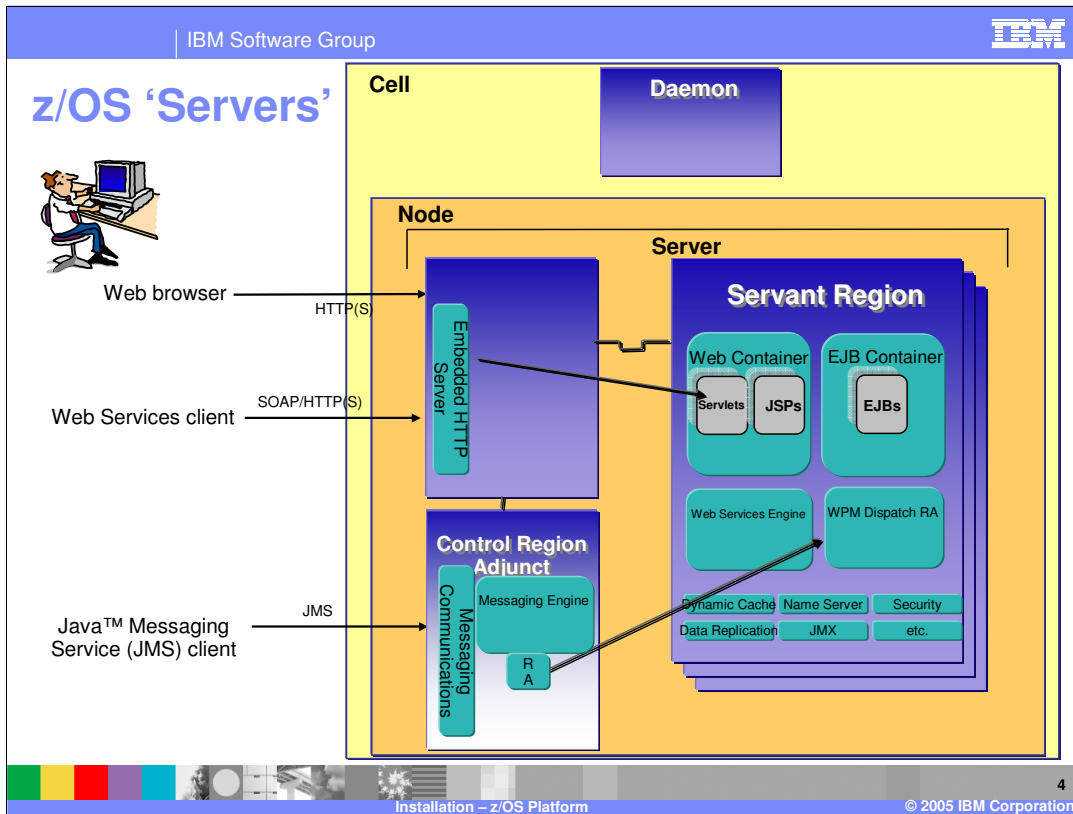 IBM Software Group
IBM
z/OS ‘Servers’
Cell
Daemon
Node
Server
Web browser
HTTP(S)
Embedded HTTP
Server
Servant Region
Web Container
EJB Container
Servlets
JSPs
EJBs
Web Services client
SOAP/HTTP(S)
Web Services Engine
WPM Dispatch RA
Control Region
Adjunct
Messaging
Communications
Messaging Engine
R
A
Java™ Messaging
Service (JMS) client
JMS
Dynamic Cache
Name Server
Security
Data Replication
JMX
etc.
4
Installation – z/OS Platform
© 2005 IBM Corporation